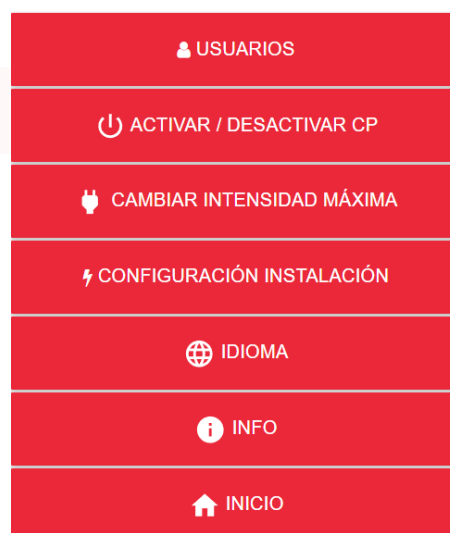 USUARIOS
ACTIVAR / DESACTIVAR CP
CAMBIAR INTENSIDAD MÁXIMA
CONFIGURACIÓN INSTALACIÓN
IDIOMA
INFO
INICIO